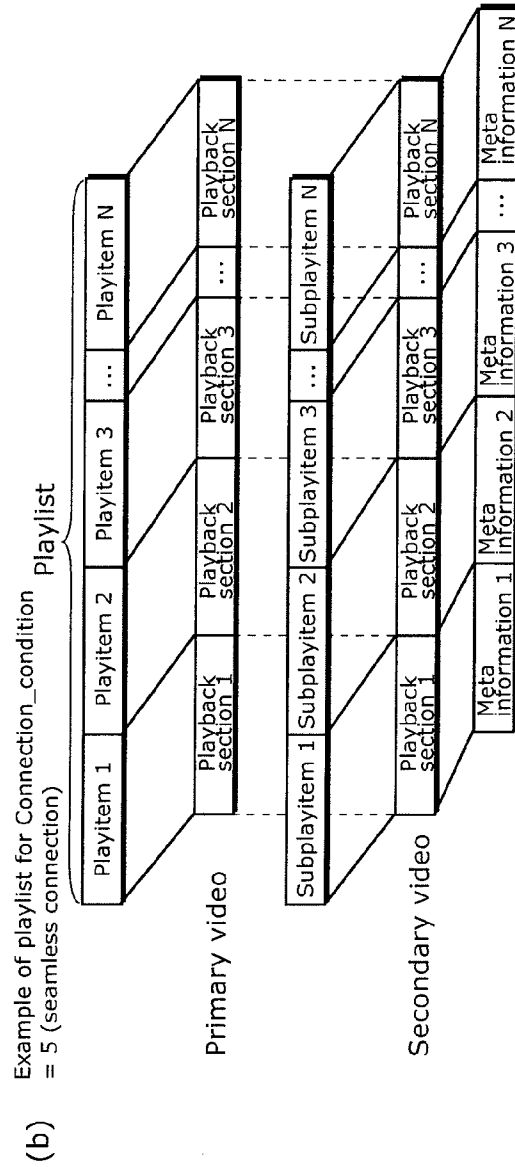 (b)
Example of playlist for Connection_condition
= 5 (seamless connection)
Playlist
Playitem 1
Playitem 2
Playitem 3
...
Playitem N
Primary video
Playback
section 1
Playback
section 2
Playback
section 3
...
Playback
section N
Subplayitem 1
Subplayitem 2
Subplayitem 3
...
Subplayitem N
Secondary video
Playback
section 1
Playback
section 2
Playback
section 3
...
Playback
section N
Meta
information 1
Meta
information 2
Meta
information 3
...
Meta
information N